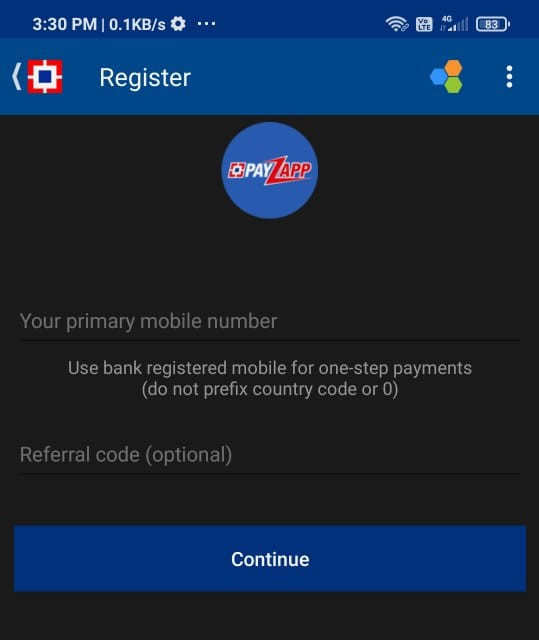 3:30 PM | 0.1KB/s ...
Vo LTE 4G 83
Register
PAYZAPP
Your primary mobile number
Use bank registered mobile for one-step payments
(do not prefix country code or 0)
Referral code (optional)
Continue